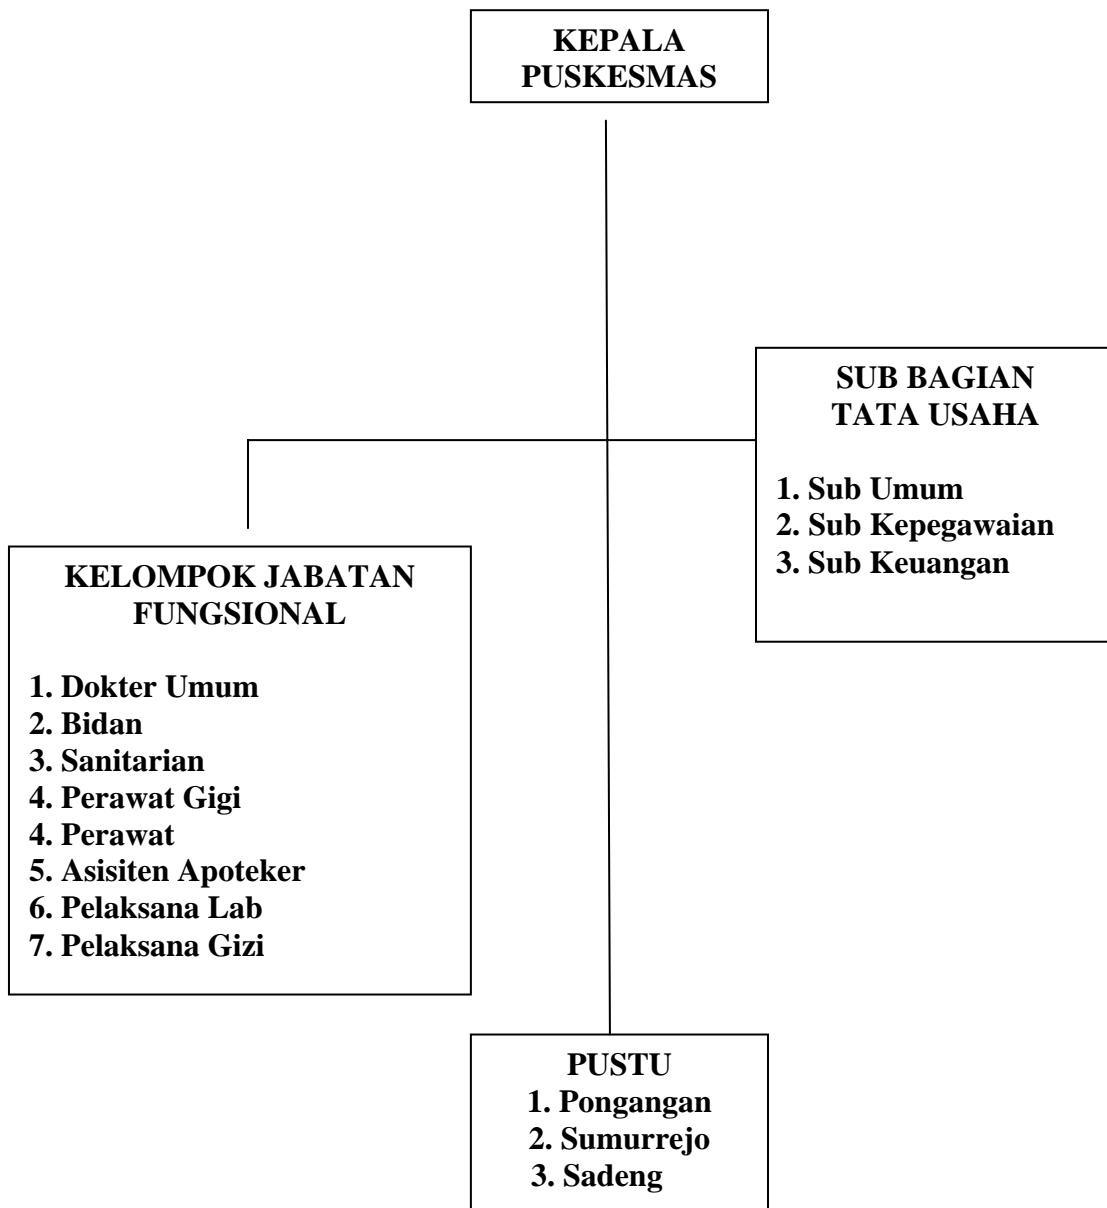 KEPALA
PUSKESMAS
SUB BAGIAN
TATA USAHA
1. Sub Umum
2. Sub Kepegawaian
3. Sub Keuangan
KELOMPOK JABATAN
FUNGSIONAL
1. Dokter Umum
2. Bidan
3. Sanitarian
4. Perawat Gigi
4. Perawat
5. Asisiten Apoteker
6. Pelaksana Lab
7. Pelaksana Gizi
PUSTU
1. Pongangan
2. Sumurrejo
3. Sadeng